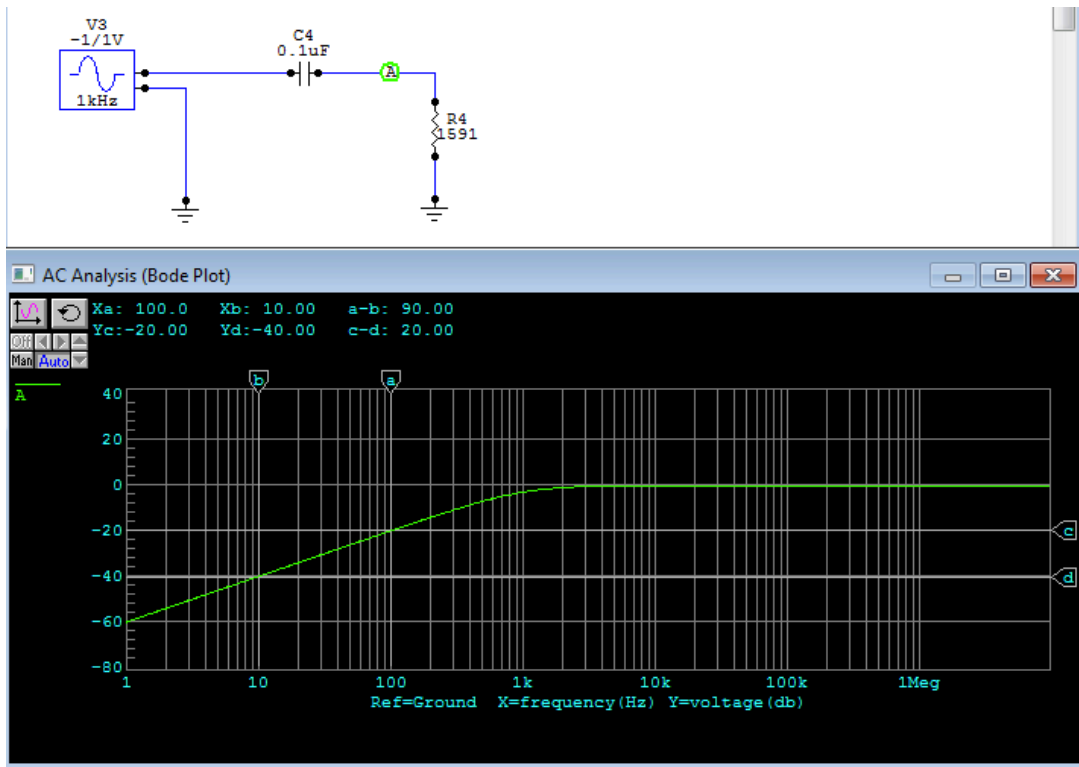 V3
-1/1V
1kHz
C4
0.1uF
A
R4
1591
AC Analysis (Bode Plot)
Xa: 100.0 Xb: 10.00 a-b: 90.00
Yc:-20.00 Yd:-40.00 c-d: 20.00
Off
Man Auto
A
b a
40
20
0
-20
c
-40
d
-60
-80
1 10 100 1k 10k 100k 1Meg
Ref=Ground X=frequency(Hz) Y=voltage(db)